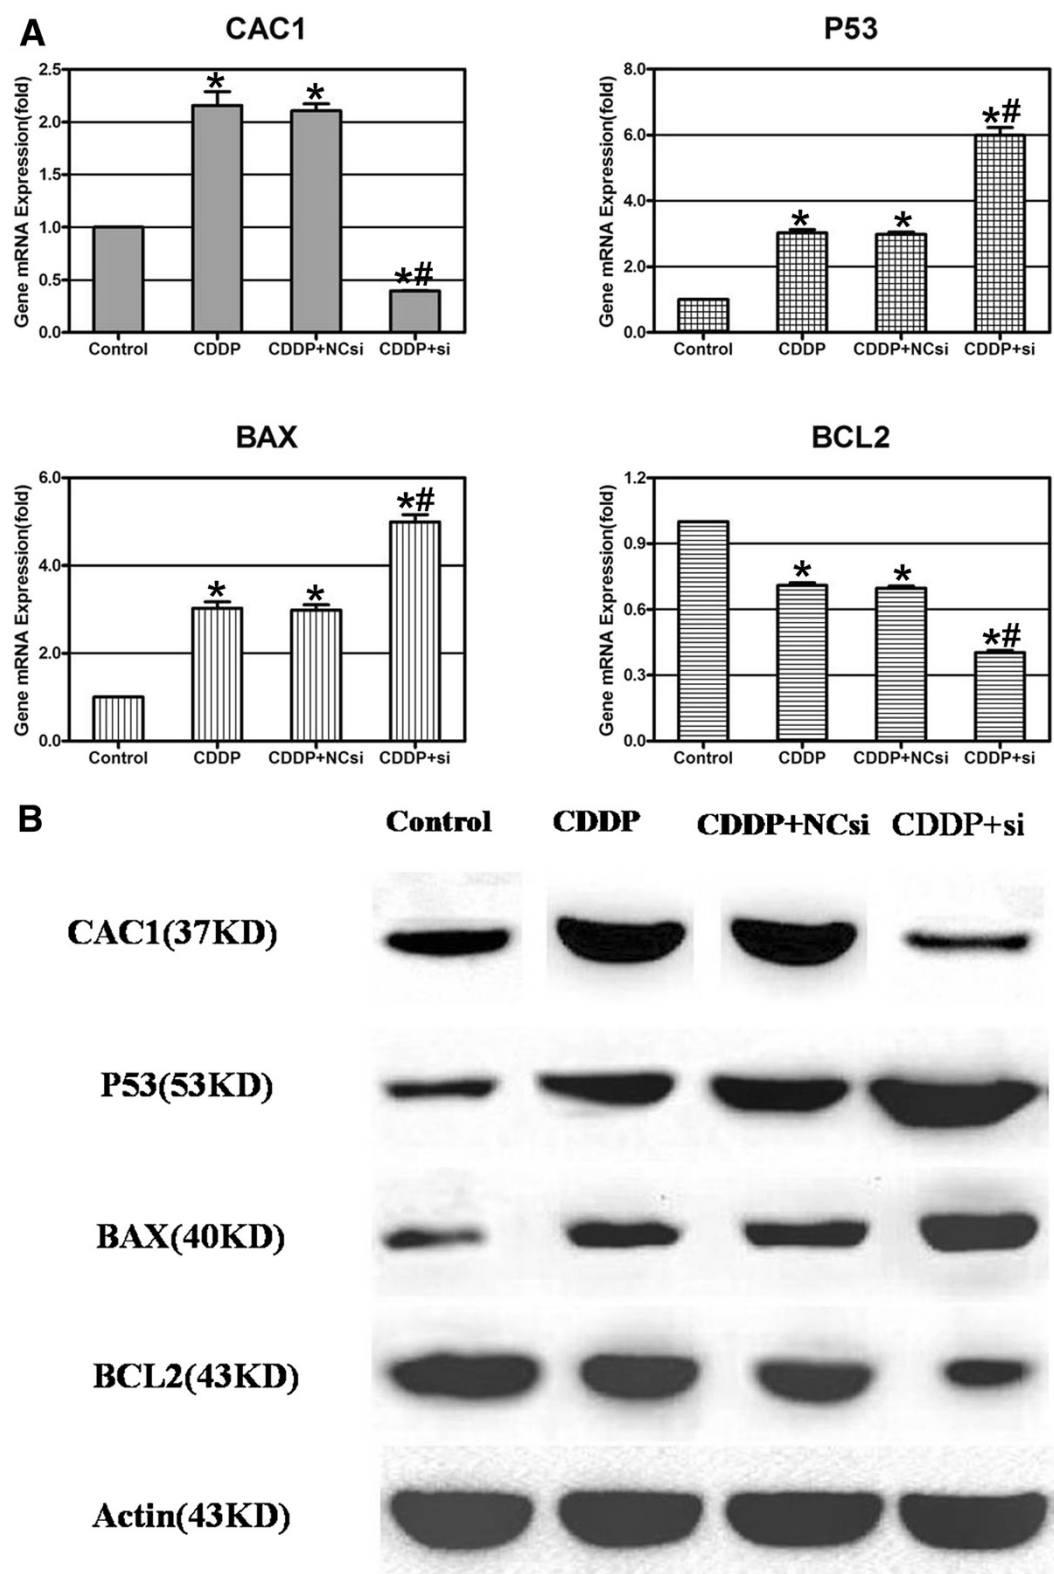 A
CAC1
Gene mRNA Expression(fold)
2.5
2.0
1.5
1.0
0.5
0.0
*
*
*#
Control CDDP CDDP+NCsi CDDP+si
P53
Gene mRNA Expression(fold)
8.0
6.0
4.0
2.0
0.0
*
*
*#
Control CDDP CDDP+NCsi CDDP+si
BAX
Gene mRNA Expression(fold)
6.0
4.0
2.0
0.0
*
*
*#
Control CDDP CDDP+NCsi CDDP+si
BCL2
Gene mRNA Expression(fold)
1.2
0.9
0.6
0.3
0.0
*
*
*#
Control CDDP CDDP+NCsi CDDP+si
B
Control CDDP CDDP+NCsi CDDP+si
CAC1(37KD)
P53(53KD)
BAX(40KD)
BCL2(43KD)
Actin(43KD)